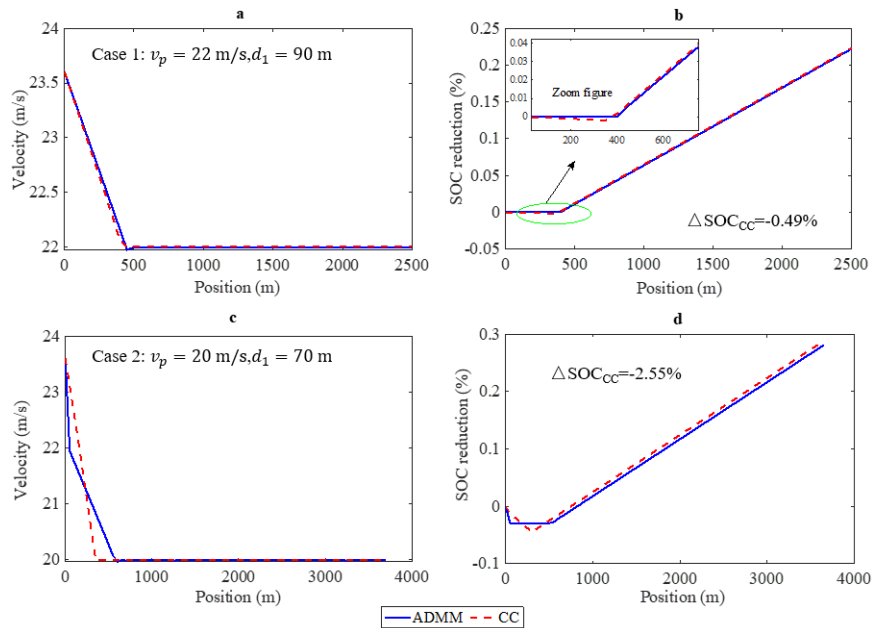 a
Case 1: v_p = 22 m/s,d_1 = 90 m
Velocity (m/s)
24
23.5
23
22.5
22
0
500
1000
1500
2000
2500
Position (m)
b
Zoom figure
0.04
0.03
0.02
0.01
0
200
400
600
SOC reduction (%)
0.25
0.2
0.15
0.1
0.05
0
-0.05
△SOC_CC=-0.49%
0
500
1000
1500
2000
2500
Position (m)
c
Case 2: v_p = 20 m/s,d_1 = 70 m
Velocity (m/s)
24
23
22
21
20
0
1000
2000
3000
4000
Position (m)
d
△SOC_CC=-2.55%
SOC reduction (%)
0.3
0.2
0.1
0
-0.1
0
1000
2000
3000
4000
Position (m)
ADMM
CC